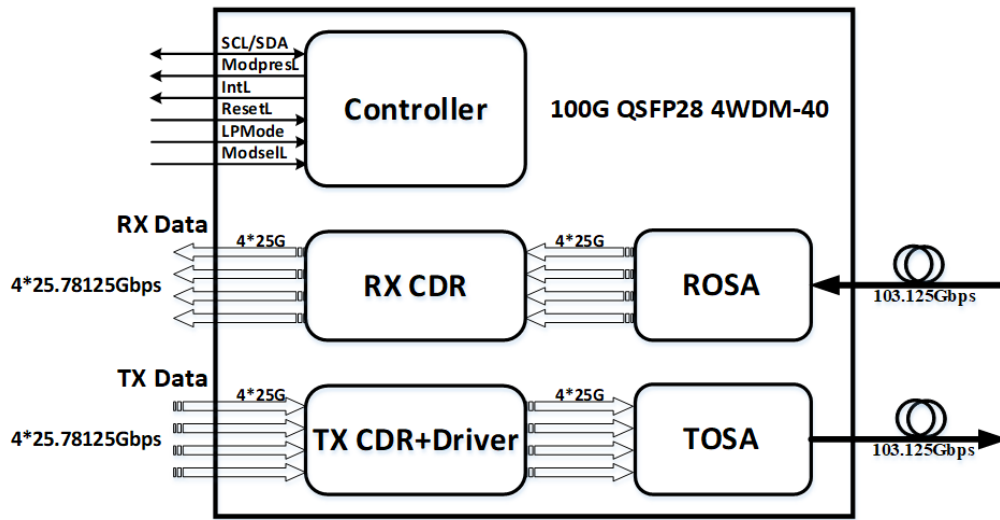 SCL/SDA
ModpresL
IntL
ResetL
LPMode
ModselL
Controller
100G QSFP28 4WDM-40
RX Data
4*25G
4*25G
4*25.78125Gbps
RX CDR
ROSA
103.125Gbps
TX Data
4*25G
4*25G
4*25.78125Gbps
TX CDR+Driver
TOSA
103.125Gbps